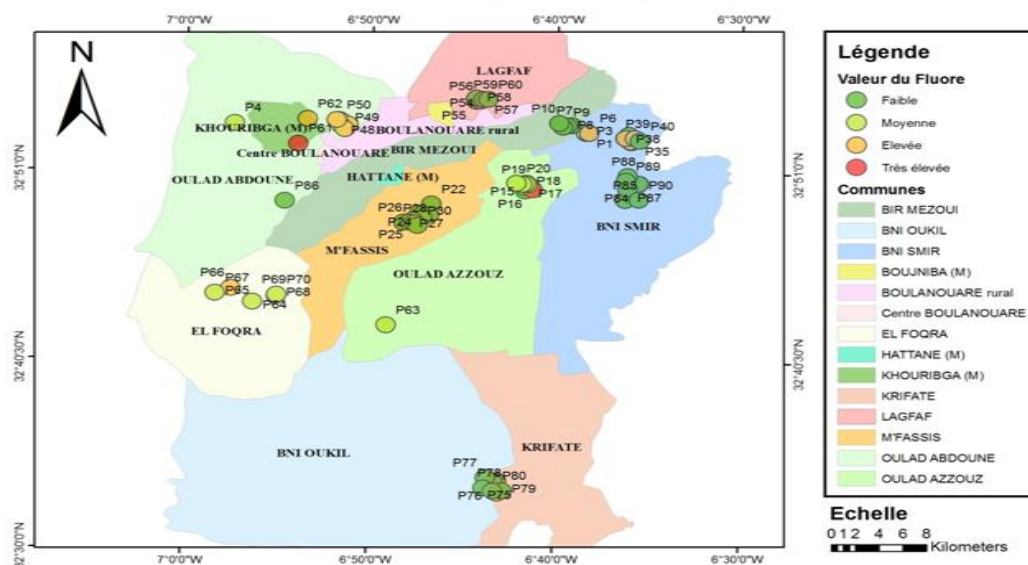 7°0'0"W 6°50'0"W 6°40'0"W 6°30'0"W
N
LAGFAF
P56 P59 P60
P54 P58
P55 P57
P4
P62 P50
P49
P61 P48
KHOURIBGA (M)
BOULANOUARE rural
Centre BOULANOUARE
BIR MEZOUI
P10 P7 P9
P8
P6
P3
P1
P39 P40
P38
P35
32°51'0"N
32°51'0"N
OULAD ABDOUNE
HATTANE (M)
P86
P22
P26 P28
P30
P24 P27
P25
P19 P20
P18
P15 P17
P16
P88
P89
P85 P90
P84 P87
BNI SMIR
M'FASSIS
OULAD AZZOUZ
P66
P67
P65
P69 P70
P68
P64
P63
EL FOQRA
32°40'30"N
32°40'30"N
BNI OUKIL
KRIFATE
P77
P78 P80
P76 P75 P79
32°30'0"N
32°30'0"N
7°0'0"W 6°50'0"W 6°40'0"W 6°30'0"W
Légende
Valeur du Fluore
Faible
Moyenne
Elevée
Très élevée
Communes
BIR MEZOUI
BNI OUKIL
BNI SMIR
BOUJNIBA (M)
BOULANOUARE rural
Centre BOULANOUARE
EL FOQRA
HATTANE (M)
KHOURIBGA (M)
KRIFATE
LAGFAF
M'FASSIS
OULAD ABDOUNE
OULAD AZZOUZ
Echelle
0 1 2 4 6 8
Kilometers